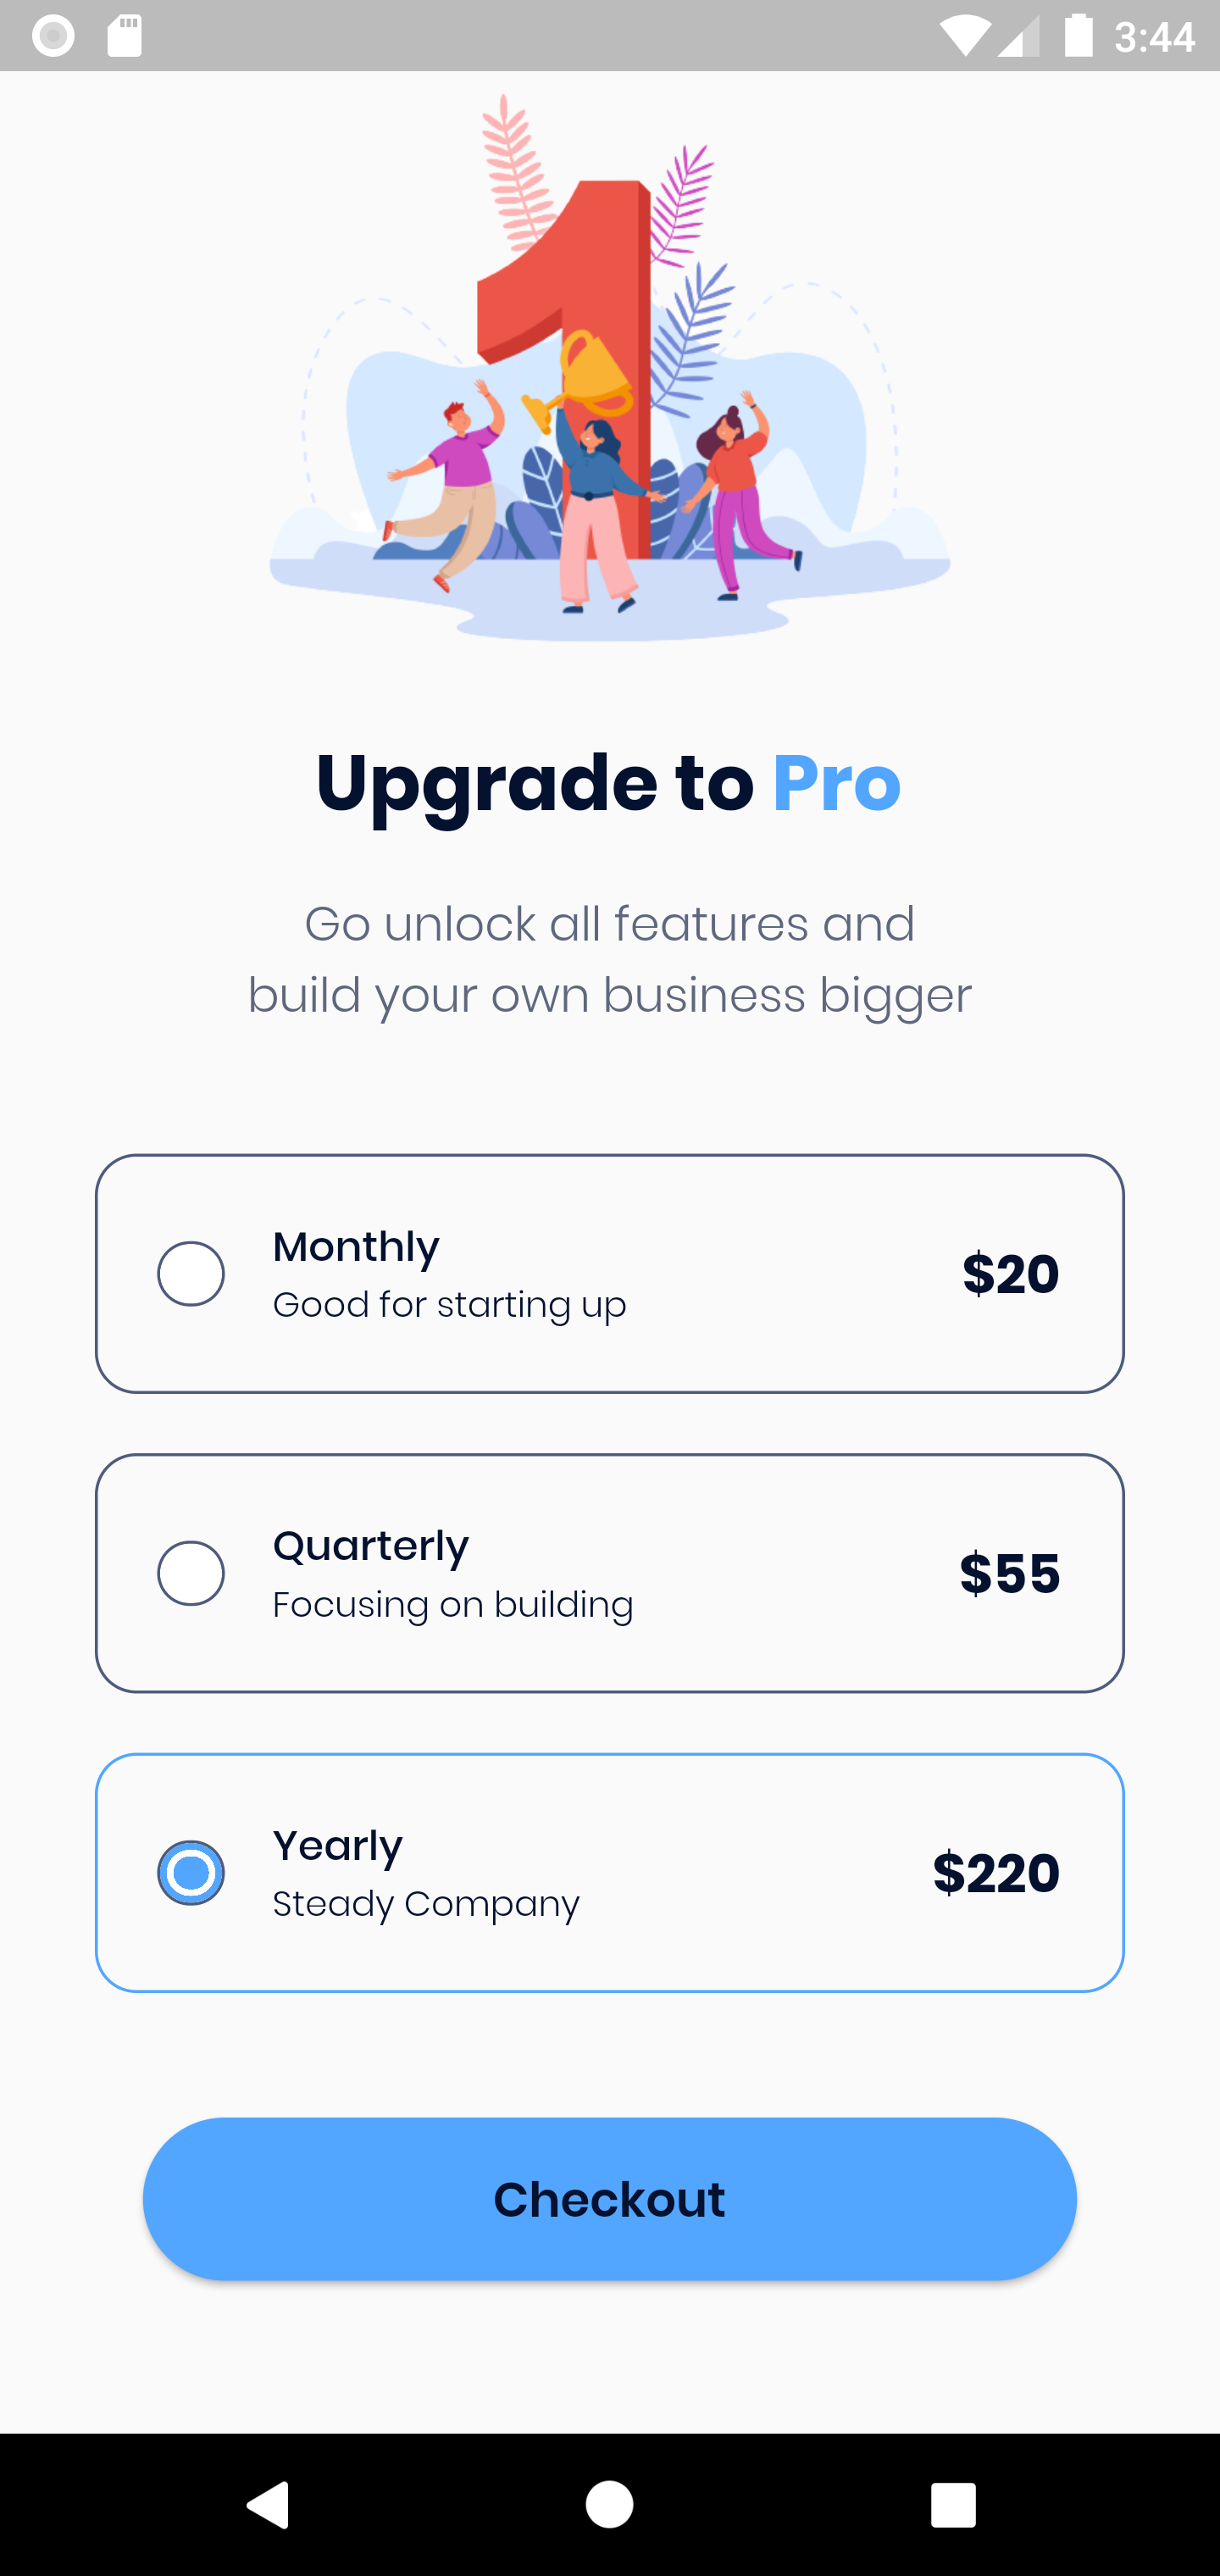 3:44
Upgrade to Pro
Go unlock all features and
build your own business bigger
Monthly
Good for starting up
$20
Quarterly
Focusing on building
$55
Yearly
Steady Company
$220
Checkout